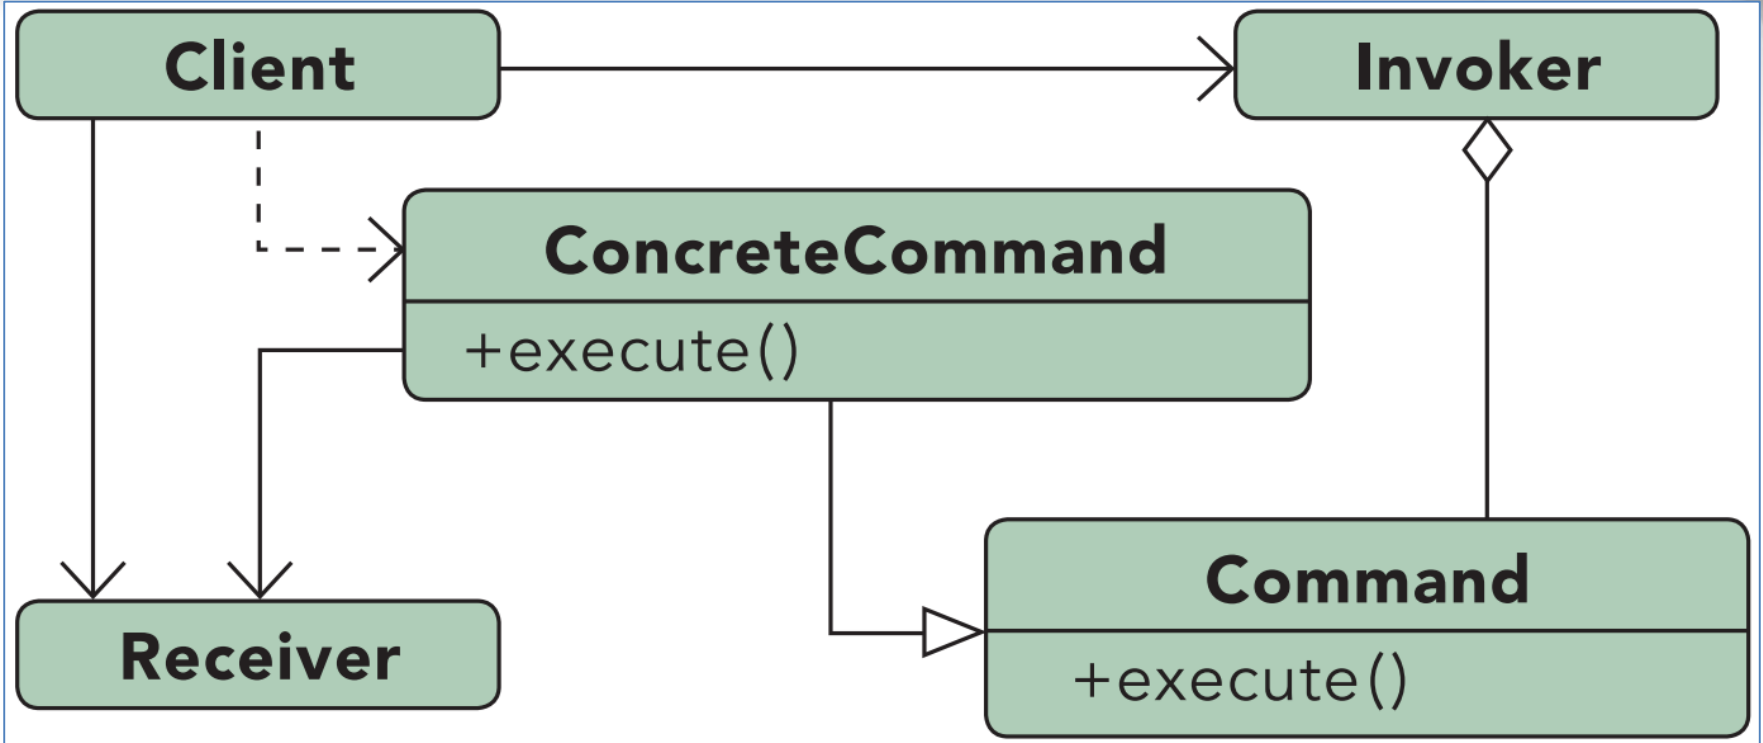 Client
Invoker
ConcreteCommand
+execute()
Command
+execute()
Receiver